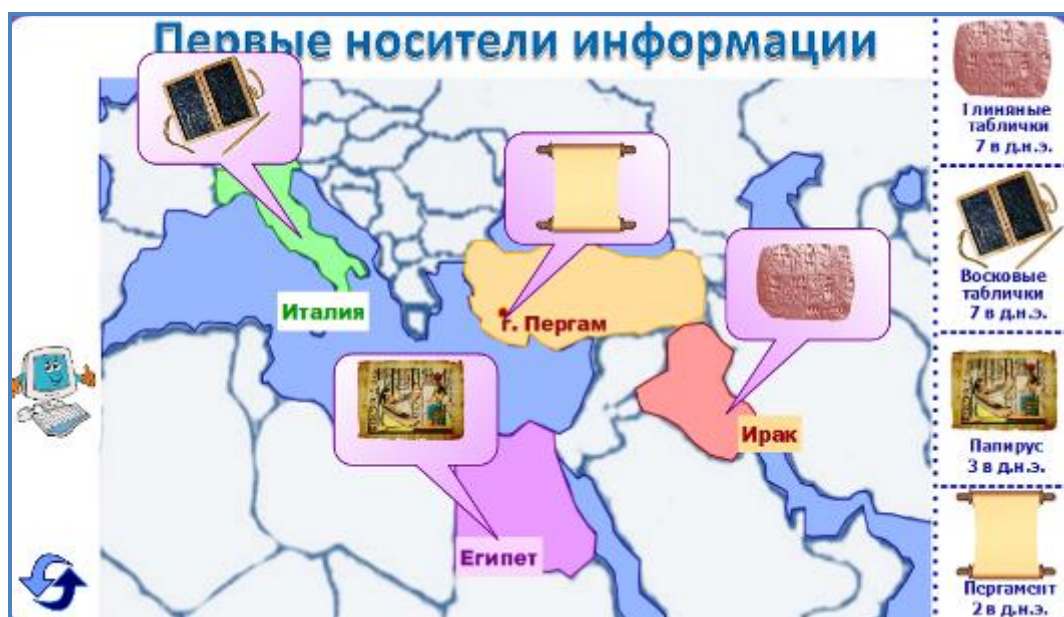 Первые носители информации
Италия
г. Пергам
Ирак
Египет
Глиняные
таблички
7 в д.н.э.
Восковые
таблички
7 в д.н.э.
Папирус
3 в д.н.э.
Пергамент
2 в д.н.э.